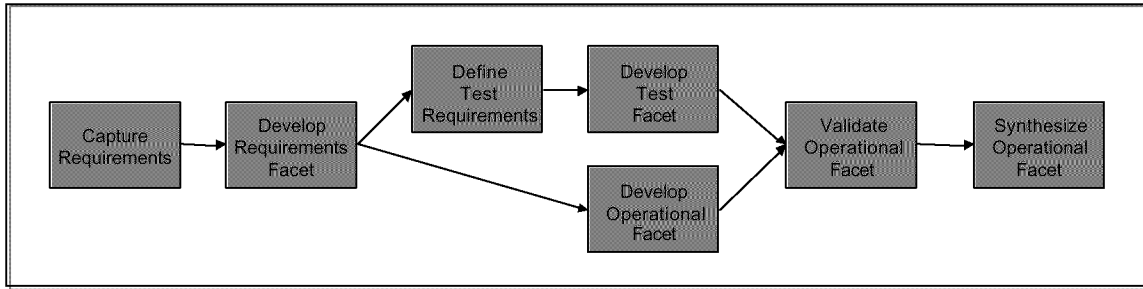 Capture
Requirements
Develop
Requirements
Facet
Define
Test
Requirements
Develop
Test
Facet
Develop
Operational
Facet
Validate
Operational
Facet
Synthesize
Operational
Facet